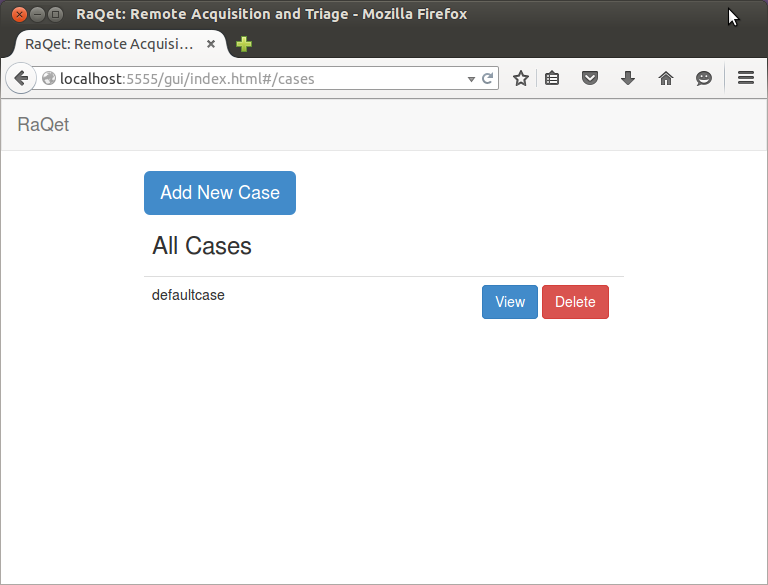 RaQet: Remote Acquisition and Triage - Mozilla Firefox
RaQet: Remote Acquisi...
localhost:5555/gui/index.html#/cases
RaQet
Add New Case
All Cases
defaultcase View Delete